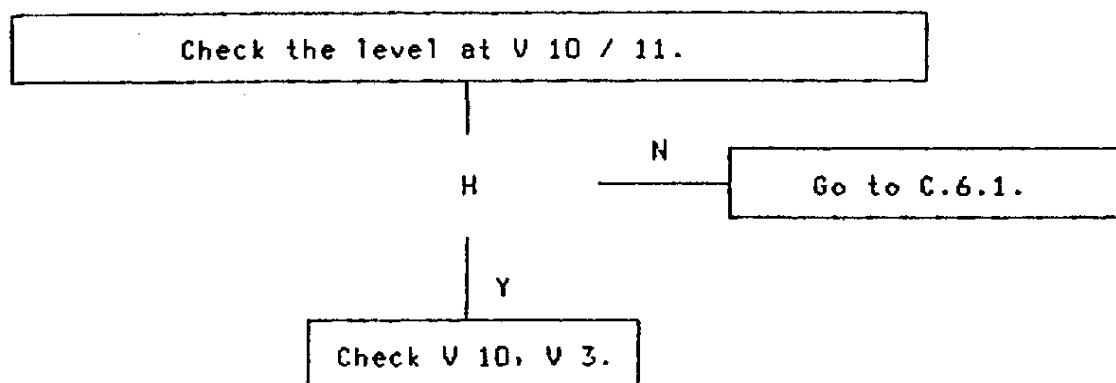 Check the level at V 10 / 11.
N
H
Go to C.6.1.
Y
Check V 10, V 3.